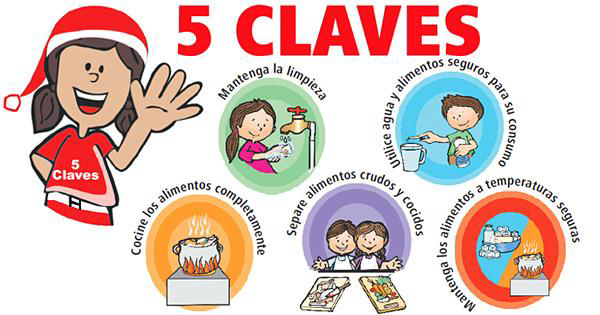 5 CLAVES
5
Claves
Mantenga la limpieza
Utilice agua y alimentos seguros para su consumo
Cocine los alimentos completamente
Separe alimentos crudos y cocidos
Mantenga los alimentos a temperaturas seguras